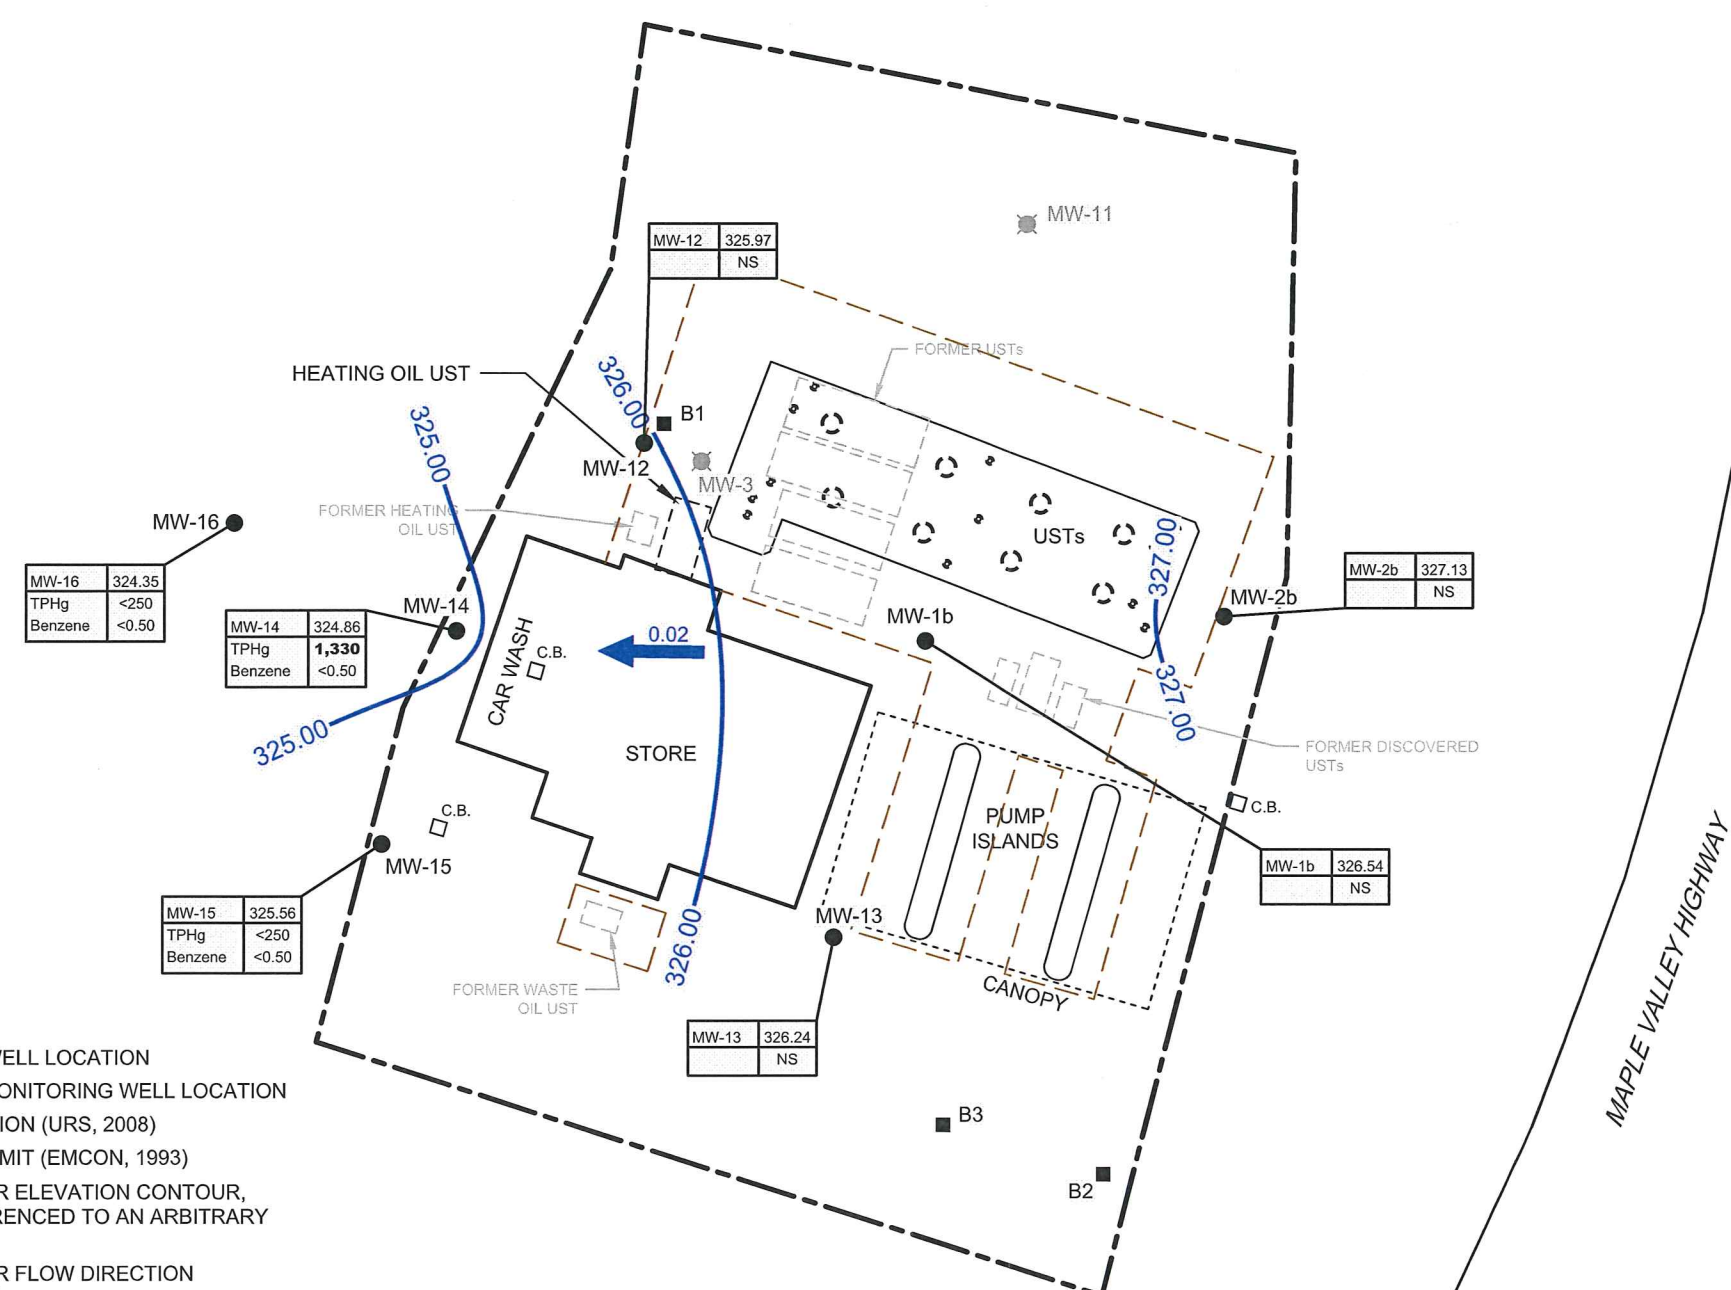 MW-11
MW-12 325.97
NS
FORMER USTs
HEATING OIL UST
326.00
B1
325.00
MW-12
MW-3
FORMER HEATING
OIL UST
MW-16
USTs
327.00
MW-16 324.35
TPHg <250
Benzene <0.50
MW-2b 327.13
NS
MW-2b
MW-14
MW-1b
MW-14 324.86
TPHg 1,330
Benzene <0.50
0.02
C.B.
CAR WASH
327.00
325.00
STORE
FORMER DISCOVERED
USTs
C.B.
C.B.
PUMP
ISLANDS
MW-15
MW-1b 326.54
NS
MW-15 325.56
TPHg <250
Benzene <0.50
MW-13
326.00
FORMER WASTE
OIL UST
CANOPY
MAPLE VALLEY HIGHWAY
MW-13 326.24
NS
B3
B2
WELL LOCATION
ONITORING WELL LOCATION
ION (URS, 2008)
MIT (EMCON, 1993)
R ELEVATION CONTOUR,
RENCED TO AN ARBITRARY
R FLOW DIRECTION